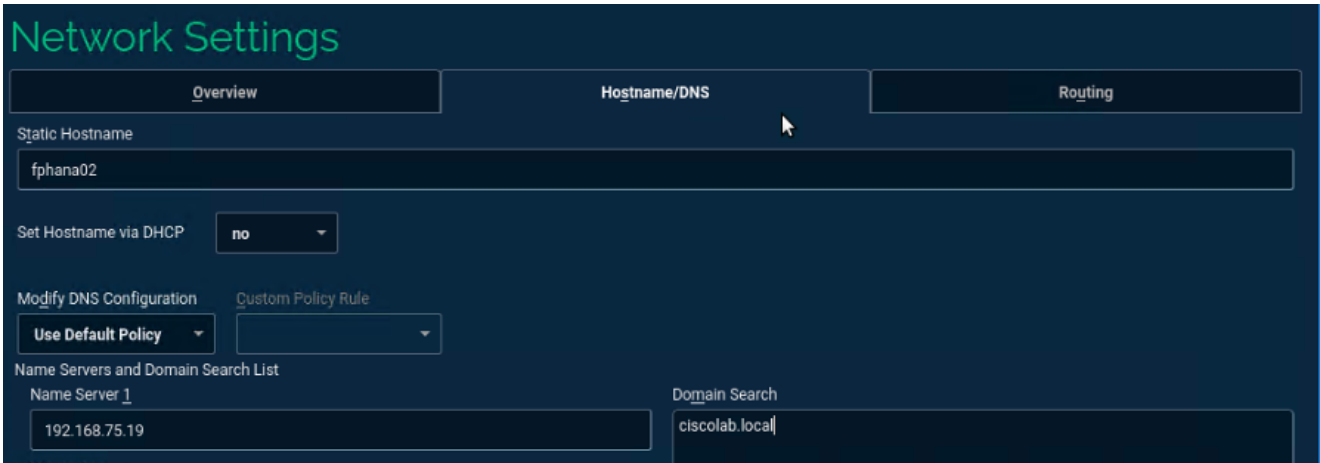 Network Settings
Overview Hostname/DNS Routing
Static Hostname
fphana02
Set Hostname via DHCP no
Modify DNS Configuration Custom Policy Rule
Use Default Policy
Name Servers and Domain Search List
Name Server 1 Domain Search
192.168.75.19 ciscolab.local